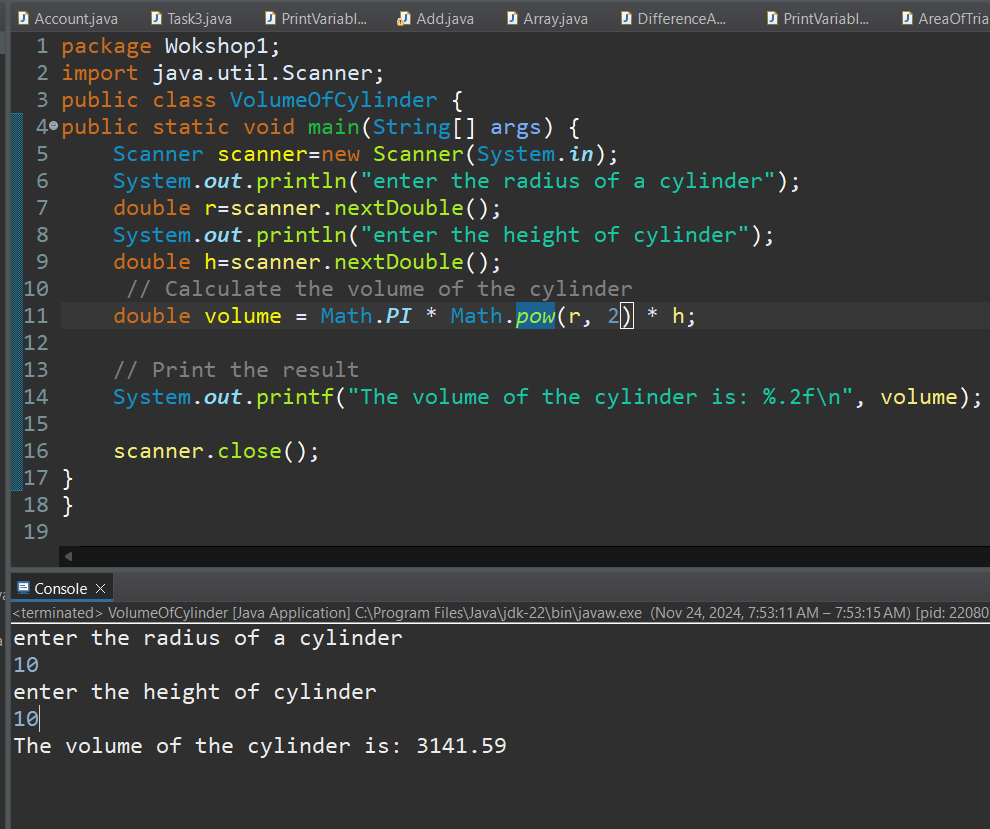 Account.java Task3.java PrintVariabl... Add.java Array.java DifferenceA... PrintVariabl... AreaOfTria
1 package Wokshop1;
2 import java.util.Scanner;
3 public class VolumeOfCylinder {
4 public static void main(String[] args) {
5 Scanner scanner=new Scanner(System.in);
6 System.out.println("enter the radius of a cylinder");
7 double r=scanner.nextDouble();
8 System.out.println("enter the height of cylinder");
9 double h=scanner.nextDouble();
10 // Calculate the volume of the cylinder
11 double volume = Math.PI * Math.pow(r, 2) * h;
12
13 // Print the result
14 System.out.printf("The volume of the cylinder is: %.2f\n", volume);
15
16 scanner.close();
17 }
18 }
19
Console
<terminated> VolumeOfCylinder [Java Application] C:\Program Files\Java\jdk-22\bin\javaw.exe (Nov 24, 2024, 7:53:11 AM – 7:53:15 AM) [pid: 22080
enter the radius of a cylinder
10
enter the height of cylinder
10
The volume of the cylinder is: 3141.59